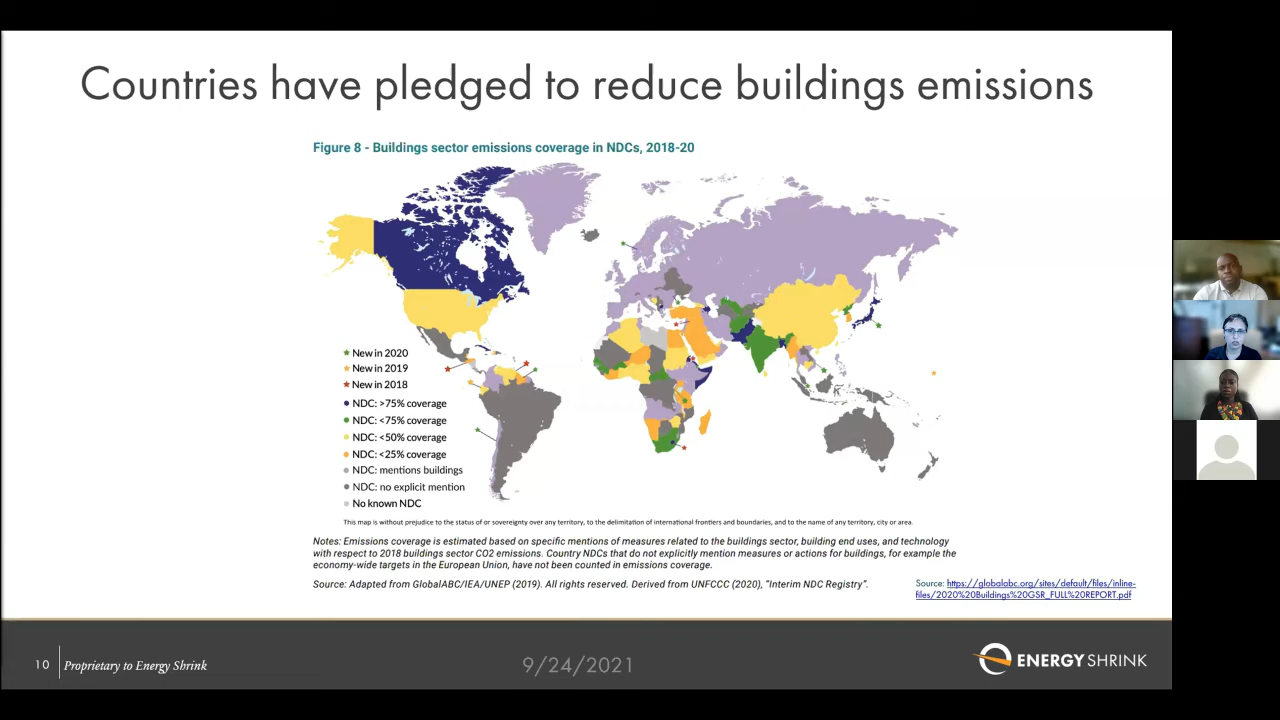 Countries have pledged to reduce buildings emissions
Figure 8 - Buildings sector emissions coverage in NDCs, 2018-20
New in 2020
New in 2019
New in 2018
NDC: >75% coverage
NDC: <75% coverage
NDC: <50% coverage
NDC: <25% coverage
NDC: mentions buildings
NDC: no explicit mention
No known NDC
This map is without prejudice to the status of or sovereignty over any territory, to the delimitation of international frontiers and boundaries, and to the name of any territory, city or area.
Notes: Emissions coverage is estimated based on specific mentions of measures related to the buildings sector, building end uses, and technology
with respect to 2018 buildings sector CO2 emissions. Country NDCs that do not explicitly mention measures or actions for buildings, for example the
economy-wide targets in the European Union, have not been counted in emissions coverage.
Source: Adapted from GlobalABC/IEA/UNEP (2019). All rights reserved. Derived from UNFCCC (2020), "Interim NDC Registry".
Source: https://globalabc.org/sites/default/files/inline-
files/2020%20Buildings%20GSR_FULL%20REPORT.pdf
10 Proprietary to Energy Shrink
9/24/2021
ENERGY SHRINK